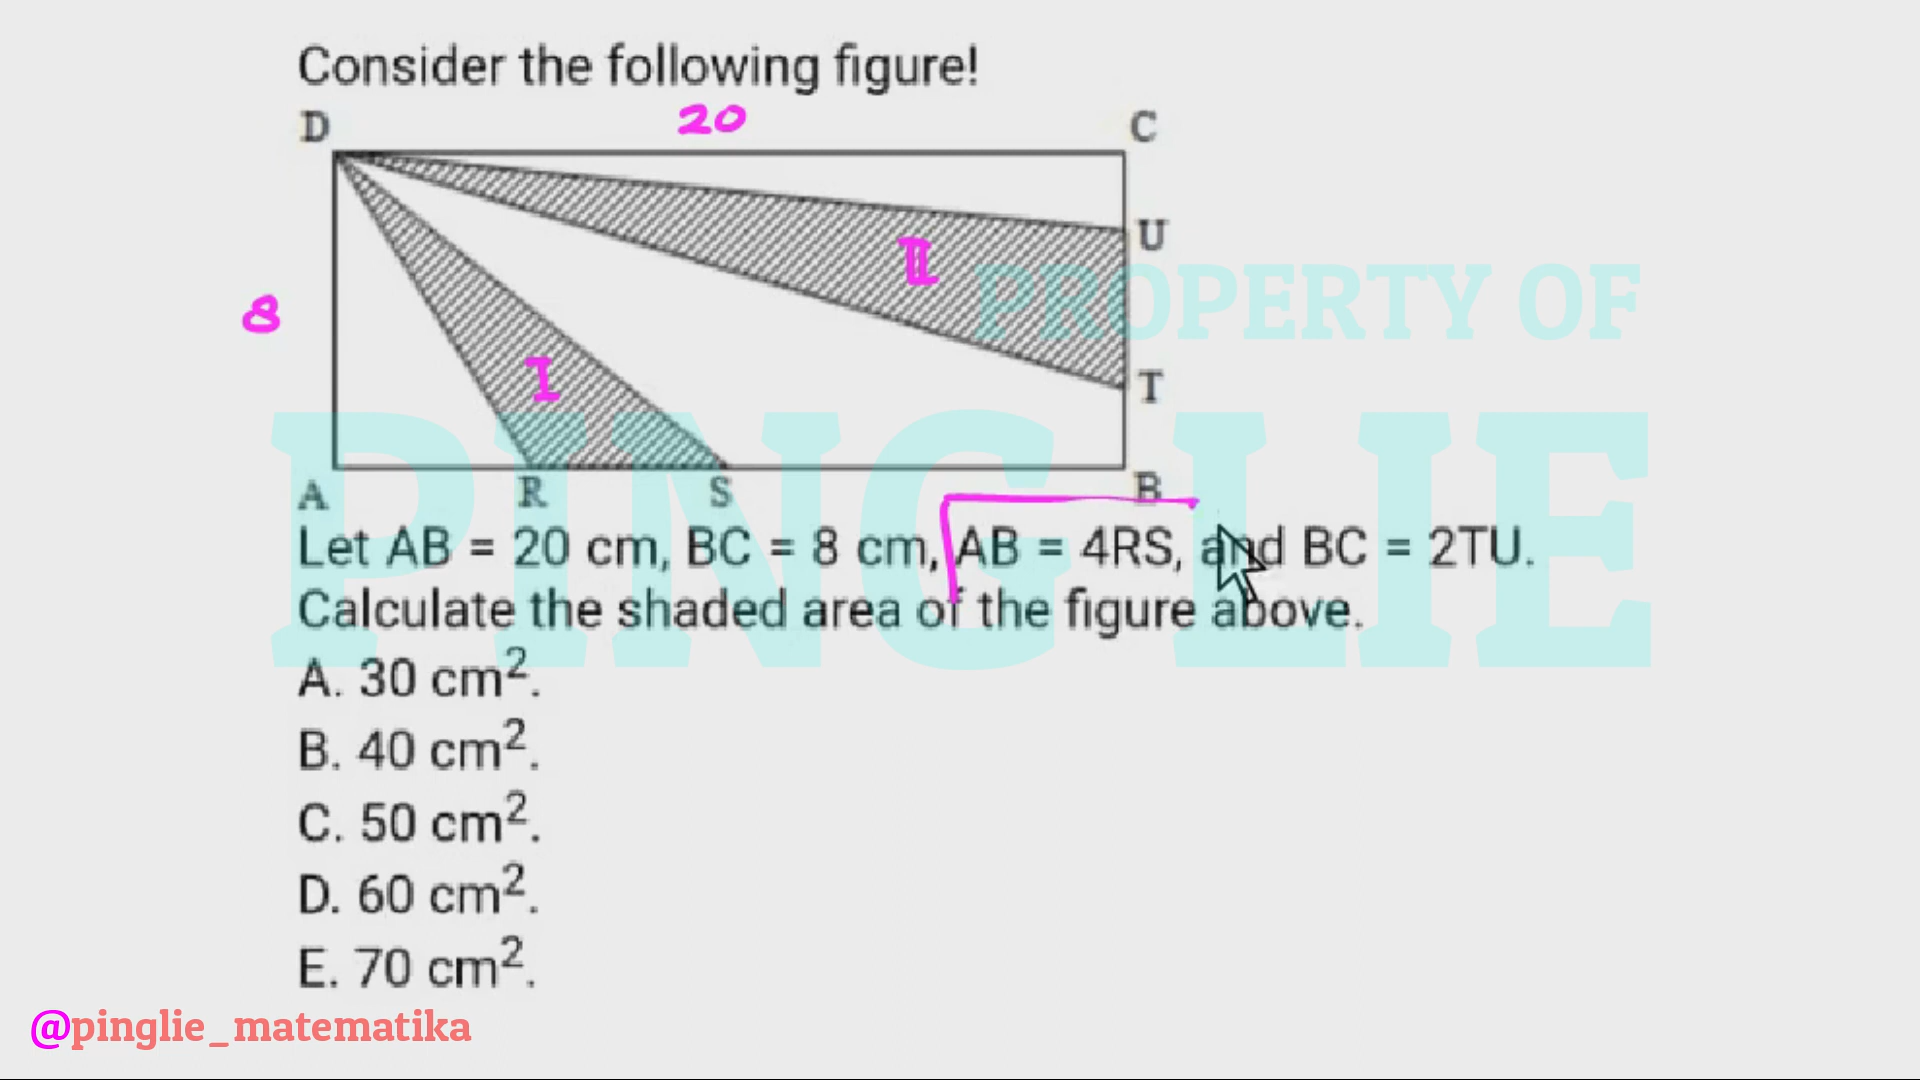 Consider the following figure!
D 20 C
U
II
PROPERTY OF
8
I
T
PING LIE
A R S B
Let AB = 20 cm, BC = 8 cm, AB = 4RS, and BC = 2TU.
Calculate the shaded area of the figure above.
A. 30 cm².
B. 40 cm².
C. 50 cm².
D. 60 cm².
E. 70 cm².
@pinglie_matematika